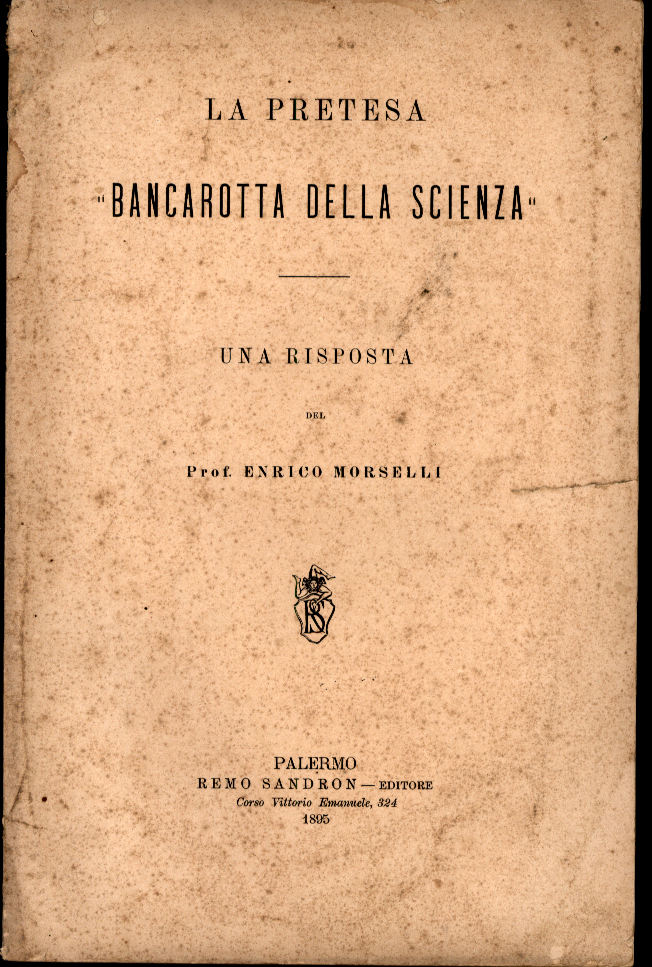 LA PRETESA
"BANCAROTTA DELLA SCIENZA"
UNA RISPOSTA
DEL
Prof. ENRICO MORSELLI
RS
PALERMO
REMO SANDRON — EDITORE
Corso Vittorio Emanuele, 324
1895